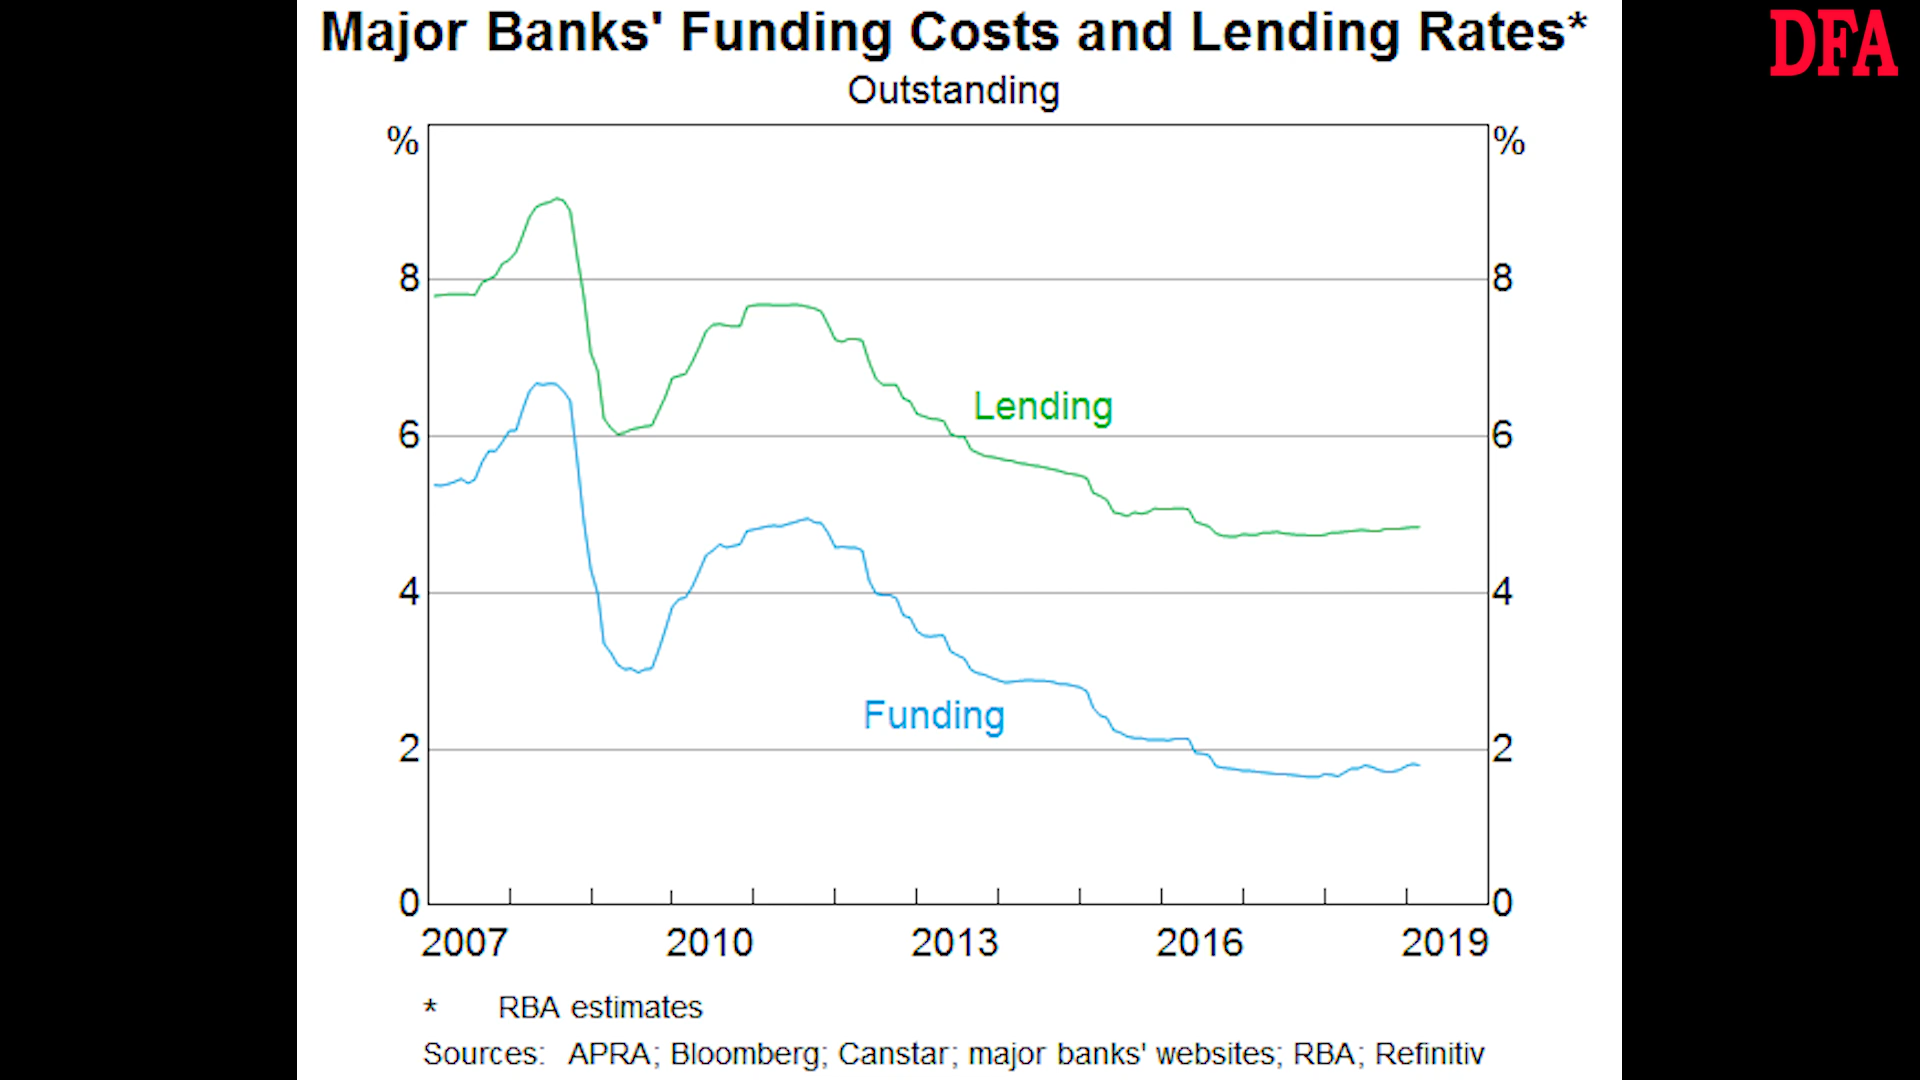 Major Banks' Funding Costs and Lending Rates*
DFA
Outstanding
% %
8 8
Lending
6 6
4 4
Funding
2 2
0 0
2007 2010 2013 2016 2019
* RBA estimates
Sources: APRA; Bloomberg; Canstar; major banks' websites; RBA; Refinitiv